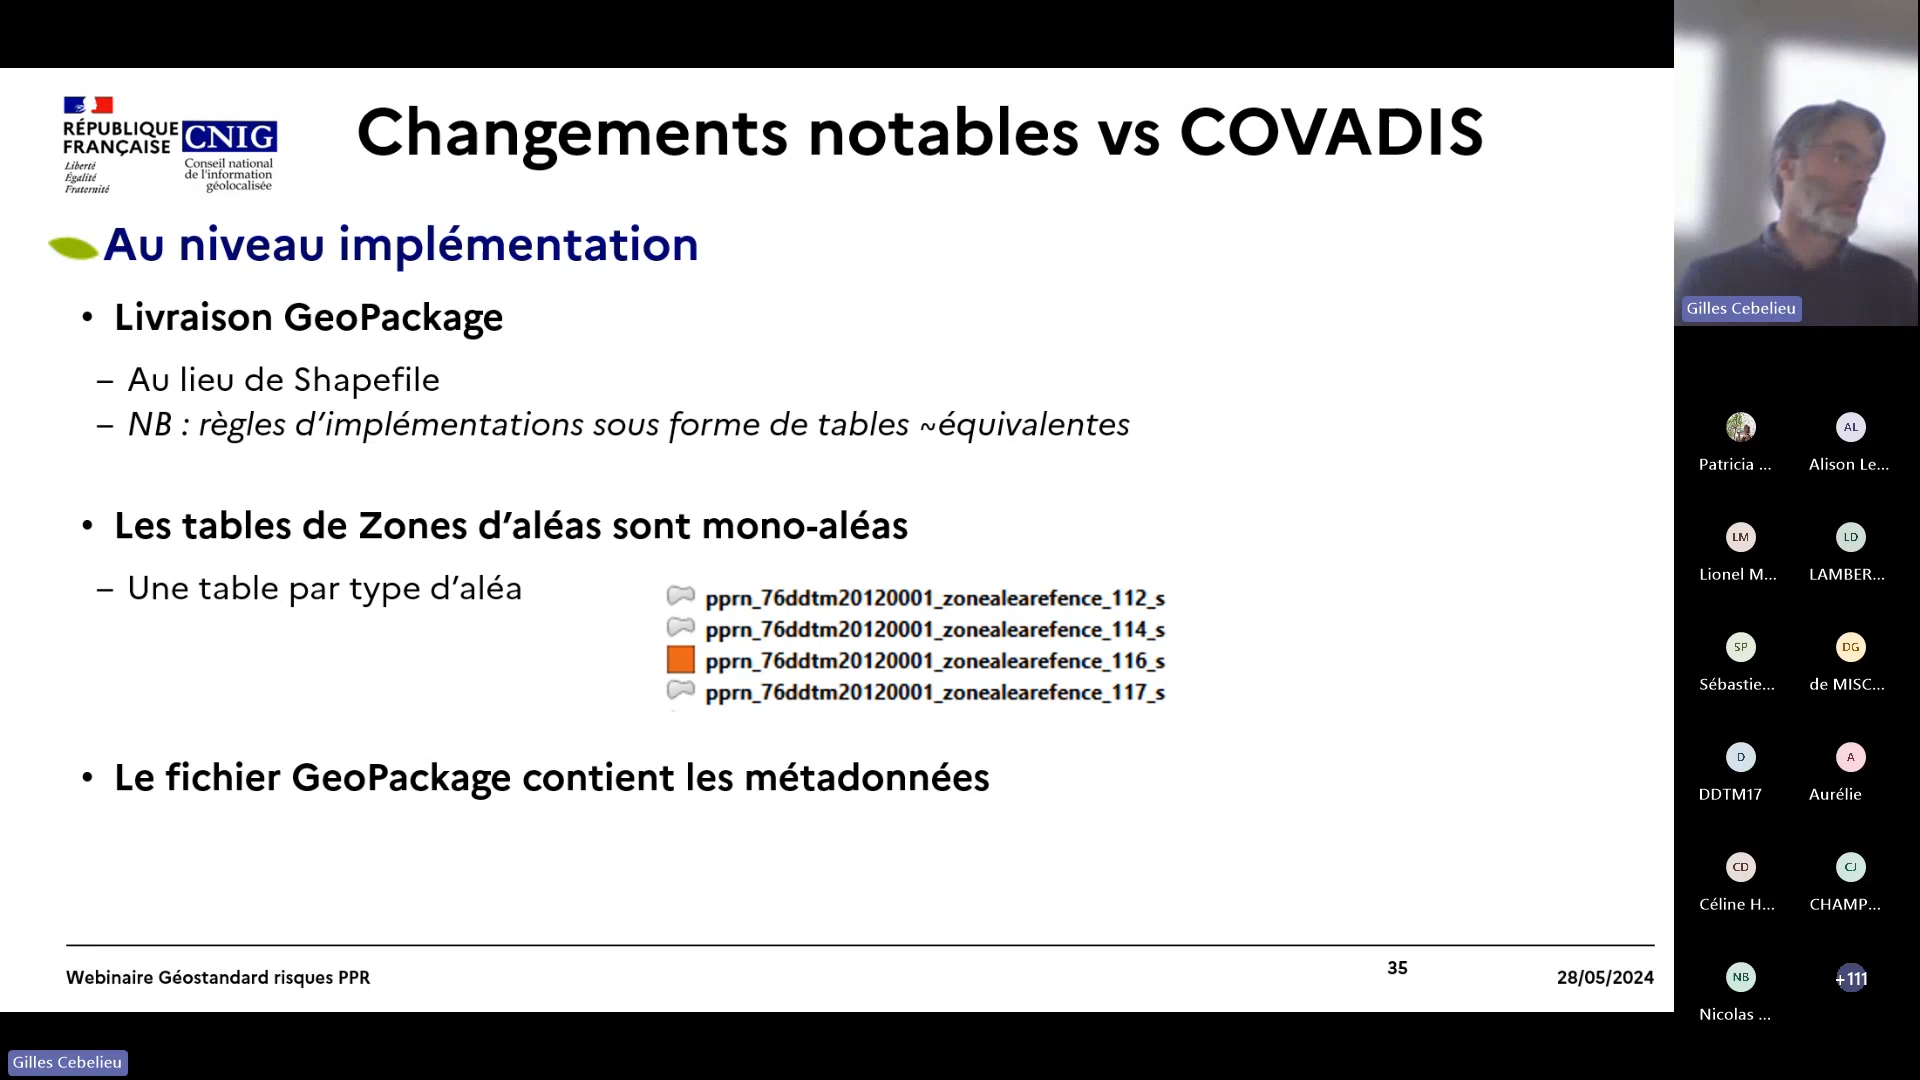 RÉPUBLIQUE
FRANÇAISE
Liberté
Égalité
Fraternité
CNIG
Conseil national
de l'information
géolocalisée
Changements notables vs COVADIS
Au niveau implémentation
• Livraison GeoPackage
– Au lieu de Shapefile
– NB : règles d’implémentations sous forme de tables ~équivalentes
• Les tables de Zones d’aléas sont mono-aléas
– Une table par type d’aléa
pprn_76ddtm20120001_zonealearefence_112_s
pprn_76ddtm20120001_zonealearefence_114_s
pprn_76ddtm20120001_zonealearefence_116_s
pprn_76ddtm20120001_zonealearefence_117_s
• Le fichier GeoPackage contient les métadonnées
Webinaire Géostandard risques PPR
35
28/05/2024
Gilles Cebelieu
Gilles Cebelieu
Patricia ...
AL
Alison Le...
LM
Lionel M...
LD
LAMBER...
SP
Sébastie...
DG
de MISC...
D
DDTM17
A
Aurélie
CD
Céline H...
CJ
CHAMP...
NB
Nicolas ...
+111